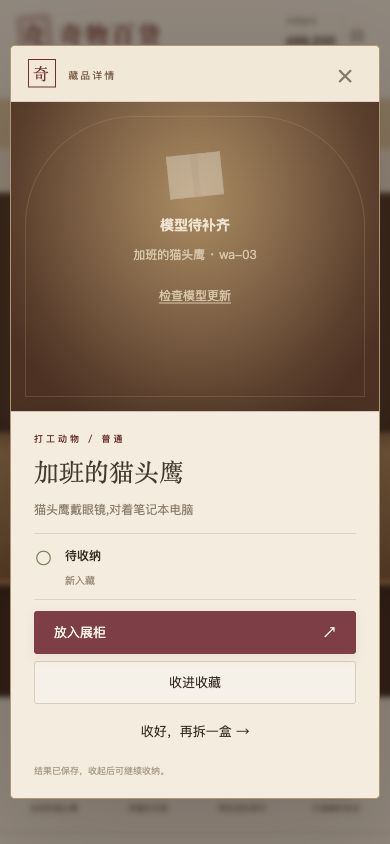 奇物百货
奇
藏品详情
模型待补齐
加班的猫头鹰 · wa-03
检查模型更新
打工动物 / 普通
加班的猫头鹰
猫头鹰戴眼镜,对着笔记本电脑
待收纳
新入藏
放入展柜 ↗
收进收藏
收好，再拆一盒 →
结果已保存，收起后可继续收纳。